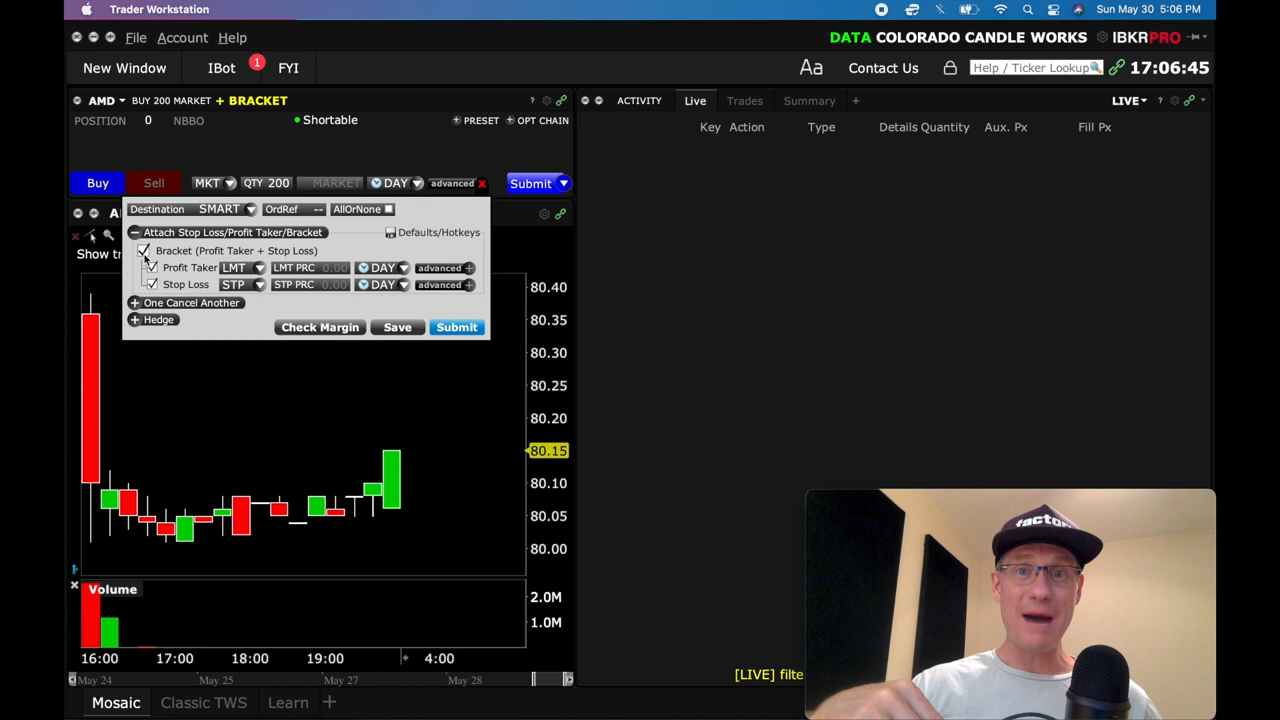 Trader Workstation
Sun May 30 5:06 PM
File Account Help
DATA COLORADO CANDLE WORKS
IBKRPRO
New Window
IBot
1
FYI
Aa
Contact Us
Help / Ticker Lookup
17:06:45
AMD BUY 200 MARKET + BRACKET
?
POSITION 0 NBBO
Shortable
+ PRESET + OPT CHAIN
Buy
Sell
MKT
QTY 200
MARKET
DAY
advanced x
Submit
Destination SMART
OrdRef --
AllOrNone
Attach Stop Loss/Profit Taker/Bracket
Defaults/Hotkeys
Bracket (Profit Taker + Stop Loss)
Profit Taker LMT LMT PRC 0.00 DAY advanced +
Stop Loss STP STP PRC 0.00 DAY advanced +
+ One Cancel Another
+ Hedge
Check Margin
Save
Submit
Show tr
80.40
80.35
80.30
80.25
80.20
80.15
80.10
80.05
80.00
Volume
2.0M
1.0M
16:00 17:00 18:00 19:00 4:00
May 24 May 25 May 27 May 28
Mosaic Classic TWS Learn +
ACTIVITY Live Trades Summary +
LIVE ?
Key Action Type Details Quantity Aux. Px Fill Px
[LIVE] filte
factor